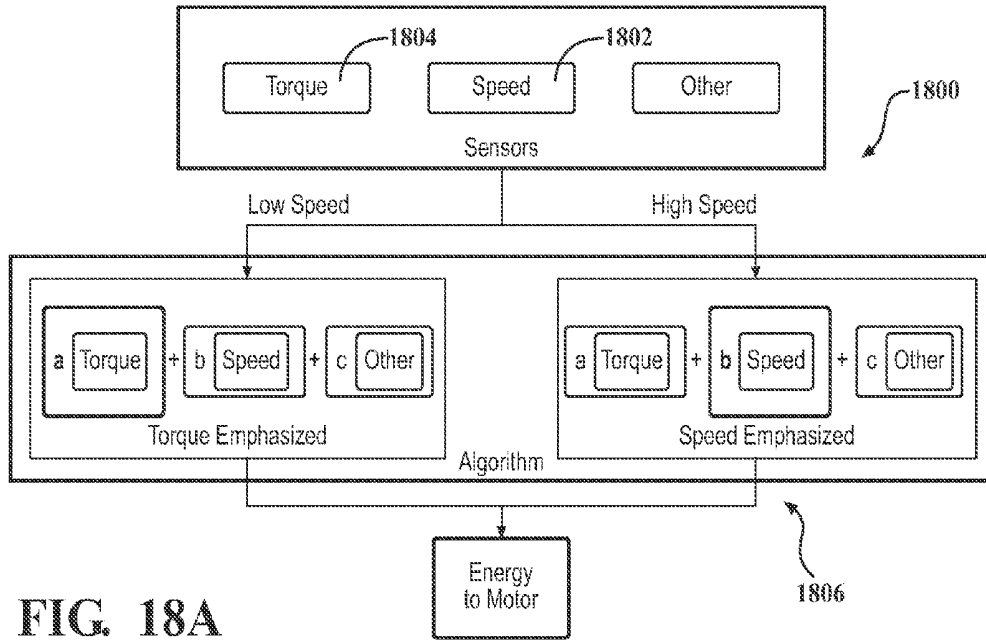 1804
1802
Torque
Speed
Other
1800
Sensors
Low Speed
High Speed
a Torque + b Speed + c Other
a Torque + b Speed + c Other
Torque Emphasized
Speed Emphasized
Algorithm
Energy
to Motor
1806
FIG. 18A